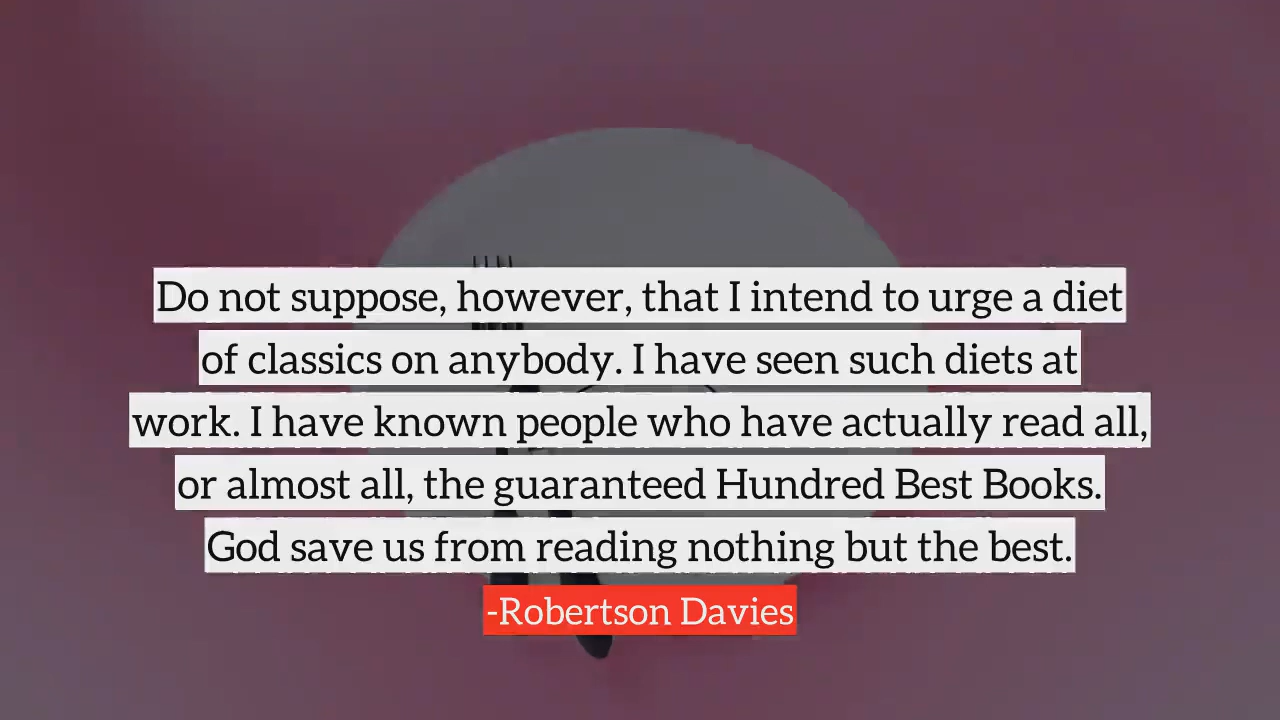 Do not suppose, however, that I intend to urge a diet
of classics on anybody. I have seen such diets at
work. I have known people who have actually read all,
or almost all, the guaranteed Hundred Best Books.
God save us from reading nothing but the best.
-Robertson Davies